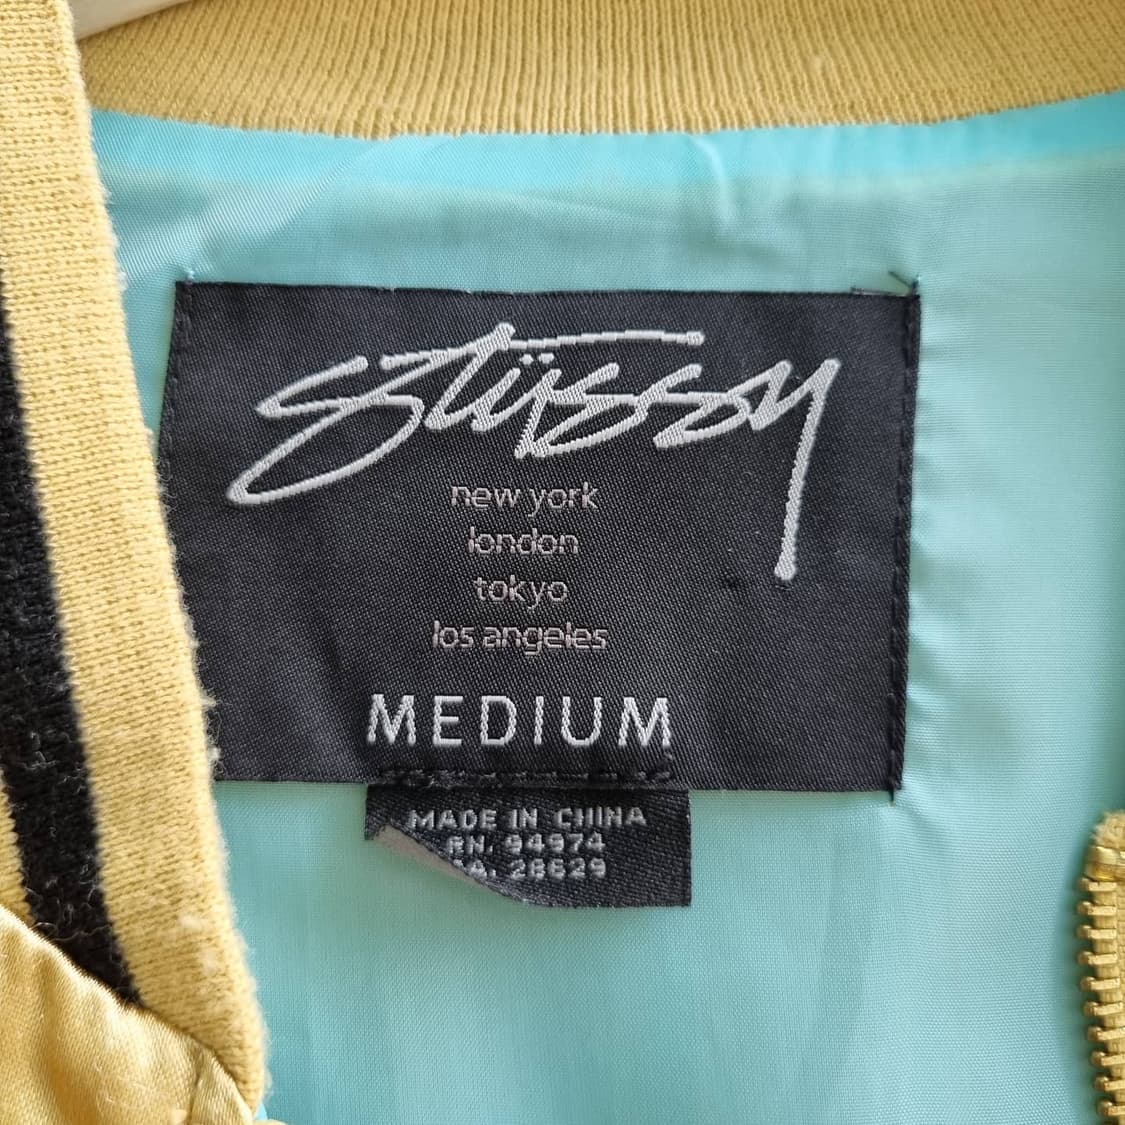 stüssy
new york
london
tokyo
los angeles
MEDIUM
MADE IN CHINA
RN. 94974
CA. 28629